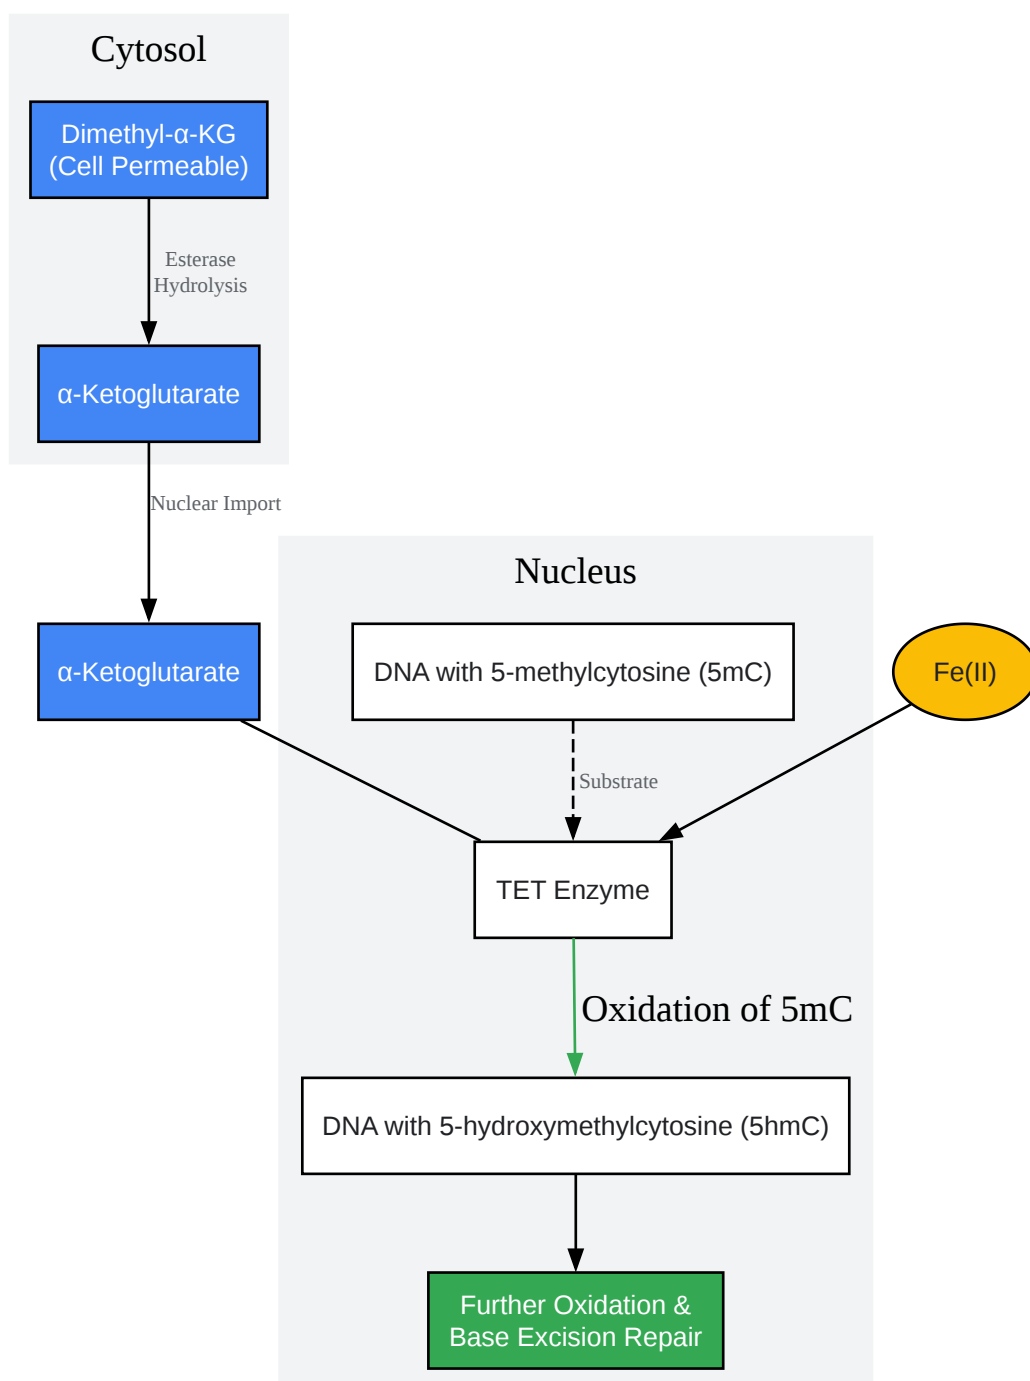 Cytosol
Dimethyl-α-KG
(Cell Permeable)
Esterase
Hydrolysis
α-Ketoglutarate
Nuclear Import
Nucleus
α-Ketoglutarate
DNA with 5-methylcytosine (5mC)
Fe(II)
Substrate
TET Enzyme
Oxidation of 5mC
DNA with 5-hydroxymethylcytosine (5hmC)
Further Oxidation &
Base Excision Repair